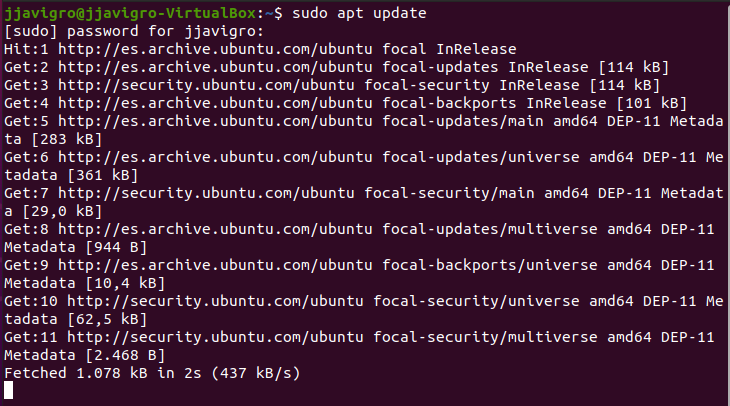 jjavigro@jjavigro-VirtualBox:~$ sudo apt update
[sudo] password for jjavigro:
Hit:1 http://es.archive.ubuntu.com/ubuntu focal InRelease
Get:2 http://es.archive.ubuntu.com/ubuntu focal-updates InRelease [114 kB]
Get:3 http://security.ubuntu.com/ubuntu focal-security InRelease [114 kB]
Get:4 http://es.archive.ubuntu.com/ubuntu focal-backports InRelease [101 kB]
Get:5 http://es.archive.ubuntu.com/ubuntu focal-updates/main amd64 DEP-11 Metada
ta [283 kB]
Get:6 http://es.archive.ubuntu.com/ubuntu focal-updates/universe amd64 DEP-11 Me
tadata [361 kB]
Get:7 http://security.ubuntu.com/ubuntu focal-security/main amd64 DEP-11 Metadat
a [29,0 kB]
Get:8 http://es.archive.ubuntu.com/ubuntu focal-updates/multiverse amd64 DEP-11
Metadata [944 B]
Get:9 http://es.archive.ubuntu.com/ubuntu focal-backports/universe amd64 DEP-11
Metadata [10,4 kB]
Get:10 http://security.ubuntu.com/ubuntu focal-security/universe amd64 DEP-11 Me
tadata [62,5 kB]
Get:11 http://security.ubuntu.com/ubuntu focal-security/multiverse amd64 DEP-11
Metadata [2.468 B]
Fetched 1.078 kB in 2s (437 kB/s)